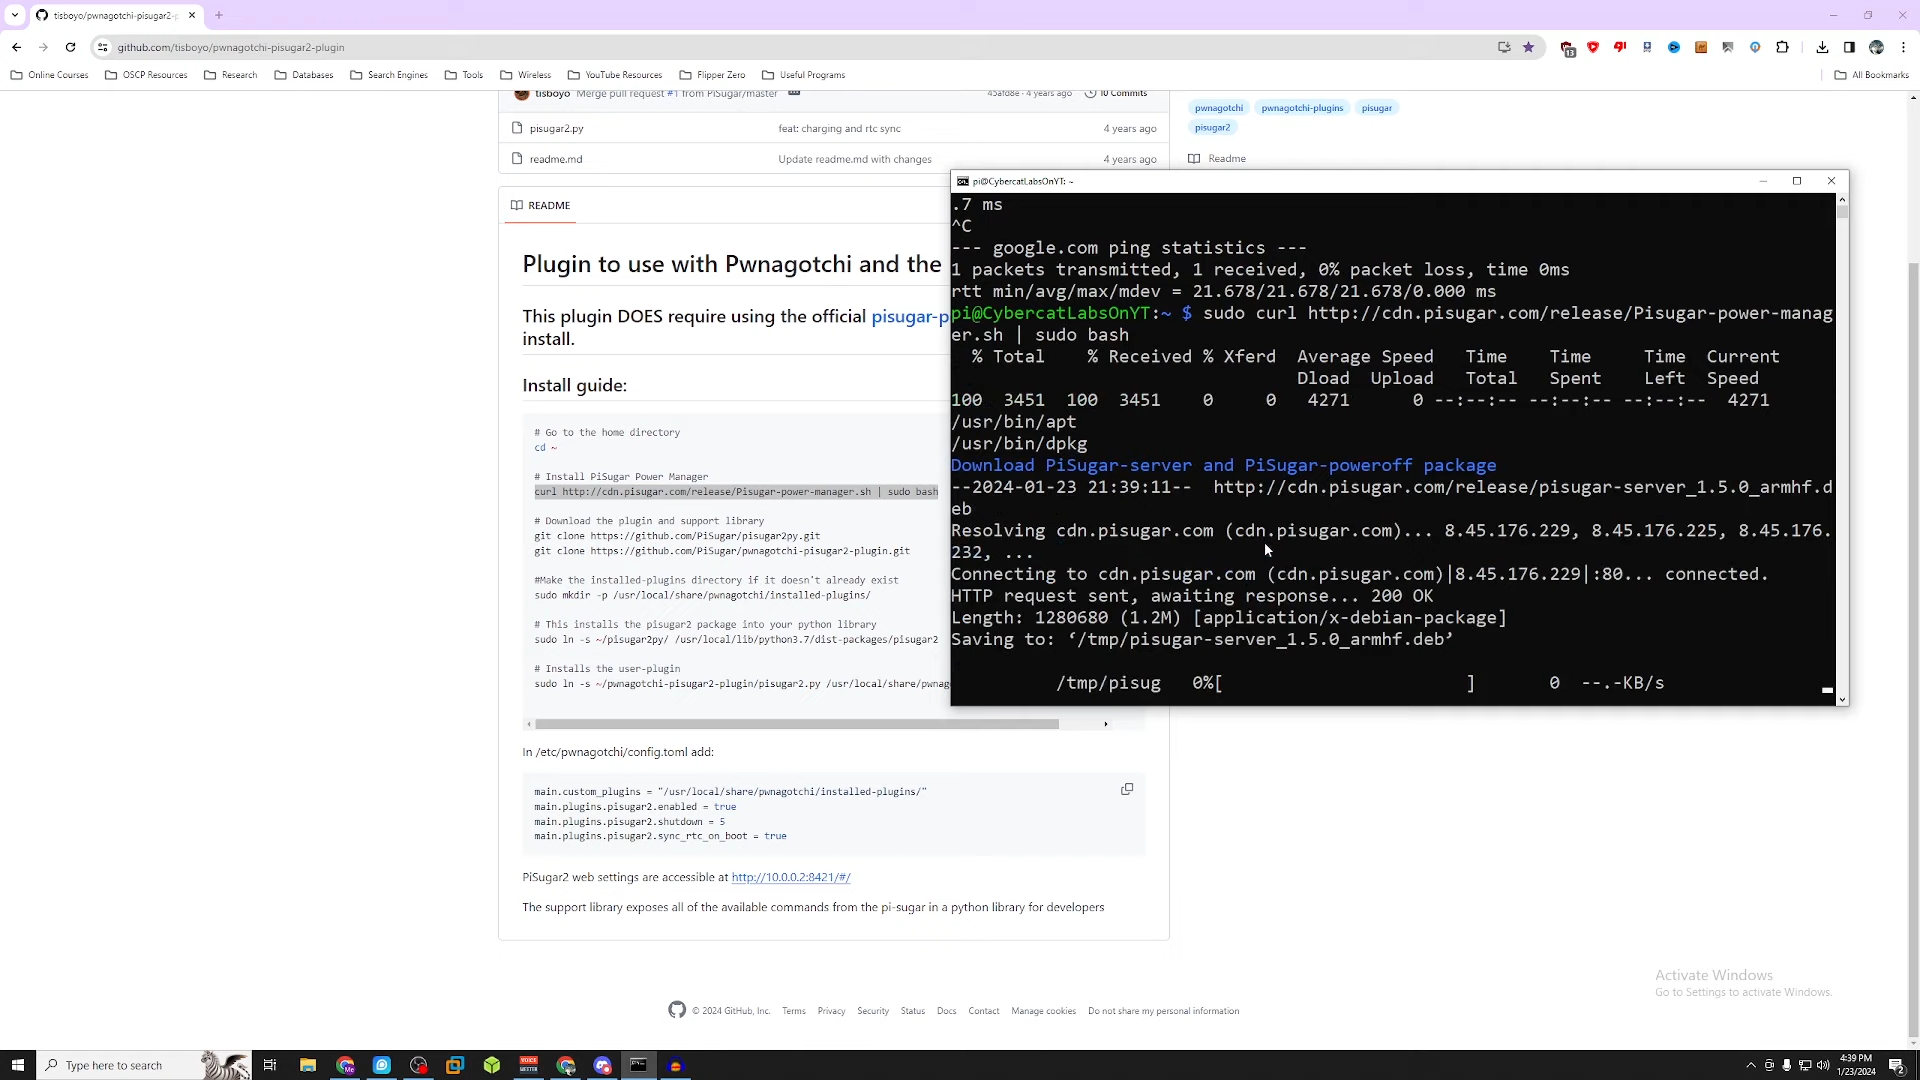 tisboyo/pwnagotchi-pisugar2-p
github.com/tisboyo/pwnagotchi-pisugar2-plugin
13
Online Courses
OSCP Resources
Research
Databases
Search Engines
Tools
Wireless
YouTube Resources
Flipper Zero
Useful Programs
All Bookmarks
tisboyo Merge pull request #1 from PiSugar/master
45afd8e · 4 years ago
10 Commits
pisugar2.py
feat: charging and rtc sync
4 years ago
readme.md
Update readme.md with changes
4 years ago
pwnagotchi
pwnagotchi-plugins
pisugar
pisugar2
Readme
README
Plugin to use with Pwnagotchi and the
This plugin DOES require using the official pisugar-p
install.
Install guide:
# Go to the home directory
cd ~
# Install PiSugar Power Manager
curl http://cdn.pisugar.com/release/Pisugar-power-manager.sh | sudo bash
# Download the plugin and support library
git clone https://github.com/PiSugar/pisugar2py.git
git clone https://github.com/PiSugar/pwnagotchi-pisugar2-plugin.git
#Make the installed-plugins directory if it doesn't already exist
sudo mkdir -p /usr/local/share/pwnagotchi/installed-plugins/
# This installs the pisugar2 package into your python library
sudo ln -s ~/pisugar2py/ /usr/local/lib/python3.7/dist-packages/pisugar2
# Installs the user-plugin
sudo ln -s ~/pwnagotchi-pisugar2-plugin/pisugar2.py /usr/local/share/pwnag
In /etc/pwnagotchi/config.toml add:
main.custom_plugins = "/usr/local/share/pwnagotchi/installed-plugins/"
main.plugins.pisugar2.enabled = true
main.plugins.pisugar2.shutdown = 5
main.plugins.pisugar2.sync_rtc_on_boot = true
PiSugar2 web settings are accessible at http://10.0.0.2:8421/#/
The support library exposes all of the available commands from the pi-sugar in a python library for developers
pi@CybercatLabsOnYT: ~
.7 ms
^C
--- google.com ping statistics ---
1 packets transmitted, 1 received, 0% packet loss, time 0ms
rtt min/avg/max/mdev = 21.678/21.678/21.678/0.000 ms
pi@CybercatLabsOnYT:~ $ sudo curl http://cdn.pisugar.com/release/Pisugar-power-manag
er.sh | sudo bash
% Total % Received % Xferd Average Speed Time Time Time Current
Dload Upload Total Spent Left Speed
100 3451 100 3451 0 0 4271 0 --:--:-- --:--:-- --:--:-- 4271
/usr/bin/apt
/usr/bin/dpkg
Download PiSugar-server and PiSugar-poweroff package
--2024-01-23 21:39:11-- http://cdn.pisugar.com/release/pisugar-server_1.5.0_armhf.d
eb
Resolving cdn.pisugar.com (cdn.pisugar.com)... 8.45.176.229, 8.45.176.225, 8.45.176.
232, ...
Connecting to cdn.pisugar.com (cdn.pisugar.com)|8.45.176.229|:80... connected.
HTTP request sent, awaiting response... 200 OK
Length: 1280680 (1.2M) [application/x-debian-package]
Saving to: ‘/tmp/pisugar-server_1.5.0_armhf.deb’
/tmp/pisug 0%[ ] 0 --.-KB/s
Activate Windows
Go to Settings to activate Windows.
© 2024 GitHub, Inc.
Terms
Privacy
Security
Status
Docs
Contact
Manage cookies
Do not share my personal information
Type here to search
4:39 PM
1/23/2024
2